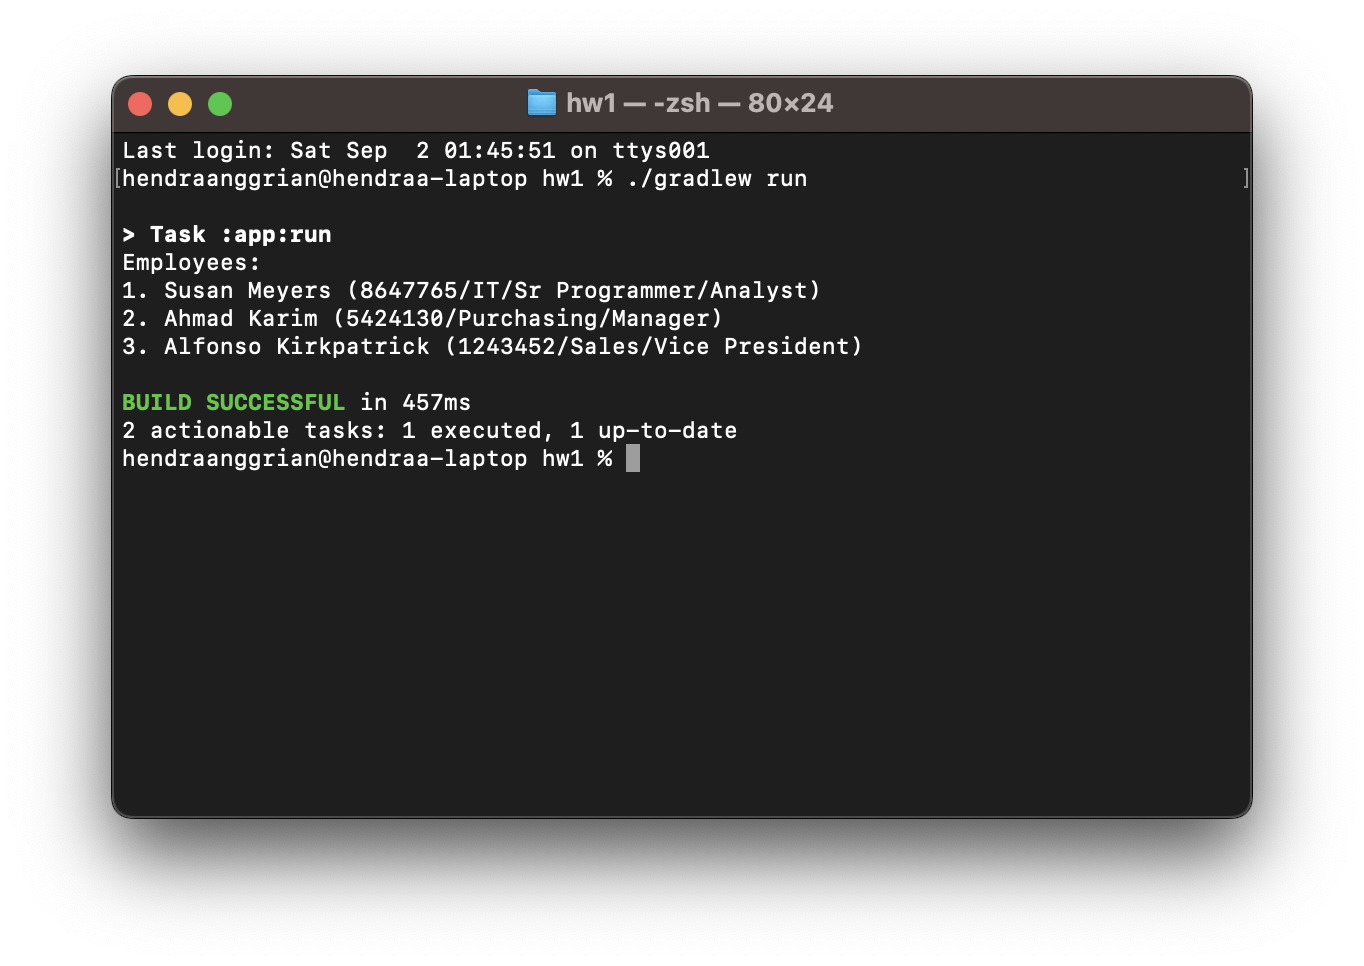 hw1 — -zsh — 80×24
Last login: Sat Sep  2 01:45:51 on ttys001
[hendraanggrian@hendraa-laptop hw1 % ./gradlew run ]
> Task :app:run
Employees:
1. Susan Meyers (8647765/IT/Sr Programmer/Analyst)
2. Ahmad Karim (5424130/Purchasing/Manager)
3. Alfonso Kirkpatrick (1243452/Sales/Vice President)
BUILD SUCCESSFUL in 457ms
2 actionable tasks: 1 executed, 1 up-to-date
hendraanggrian@hendraa-laptop hw1 %